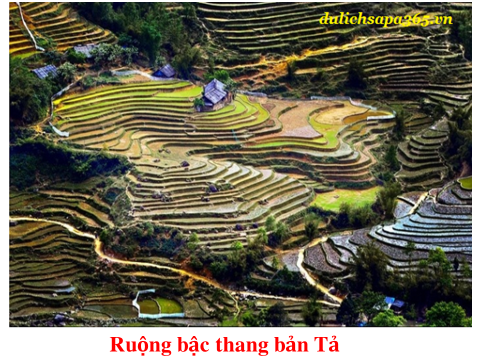 dulichsapa365.vn
Ruộng bậc thang bản Tả